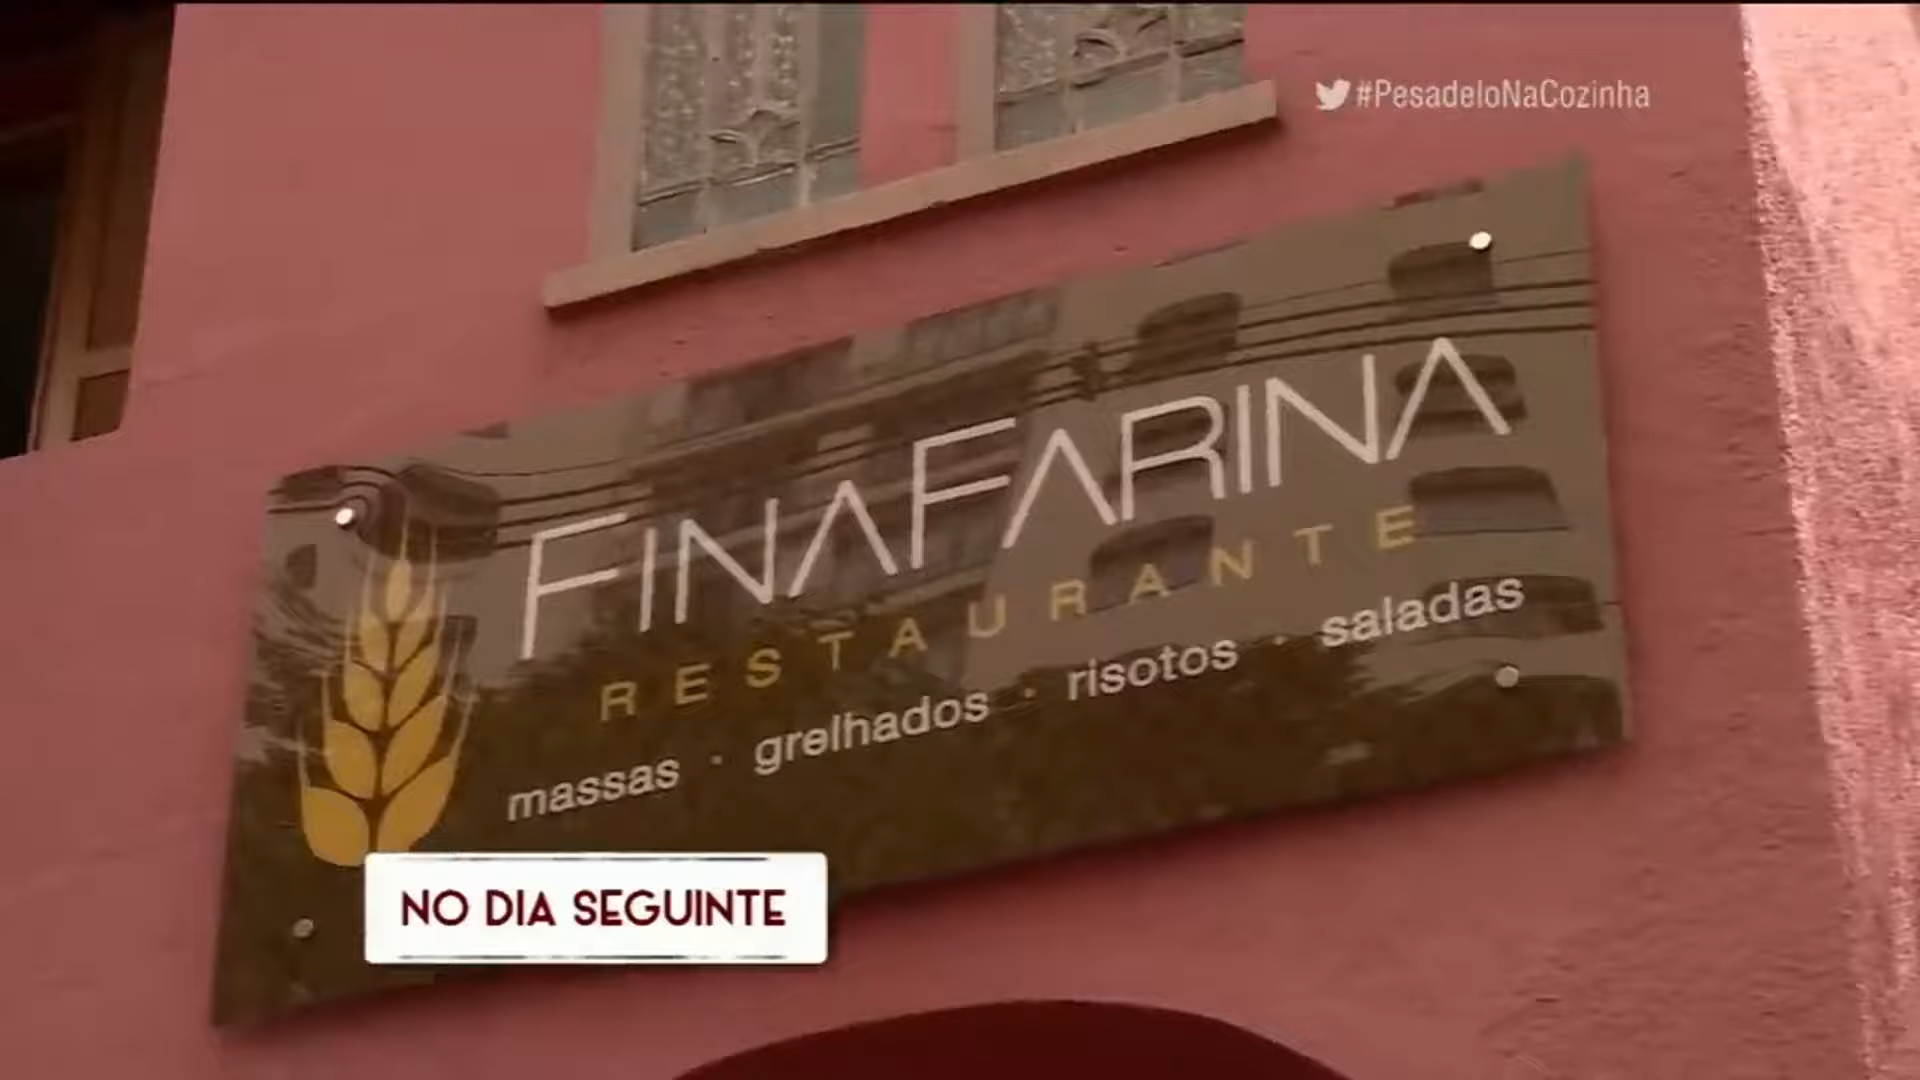 #PesadeloNaCozinha
FINAFARINA
RESTAURANTE
massas · grelhados · risotos · saladas
NO DIA SEGUINTE